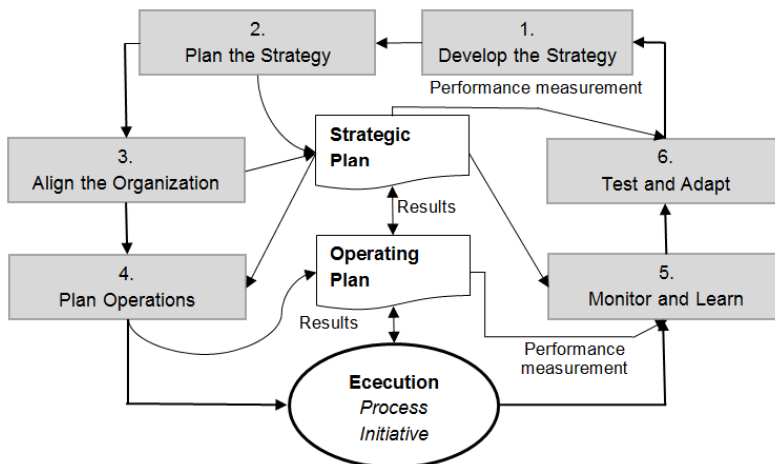 2.
Plan the Strategy
1.
Develop the Strategy
Performance measurement
Strategic
Plan
3.
Align the Organization
6.
Test and Adapt
Results
Operating
Plan
4.
Plan Operations
5.
Monitor and Learn
Results
Performance
measurement
Ececution
Process
Initiative